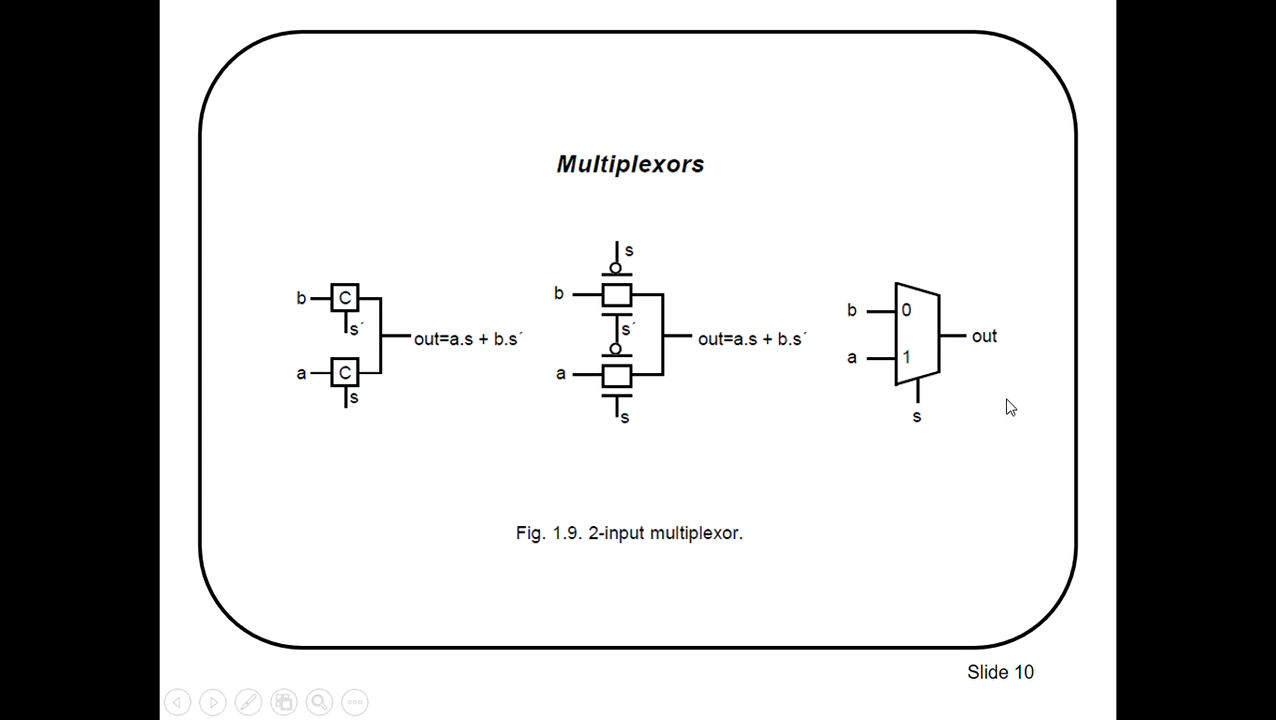 Multiplexors
s
b
C
s´
out=a.s + b.s´
a
C
s
b
s´
out=a.s + b.s´
a
s
b
0
out
a
1
s
Fig. 1.9. 2-input multiplexor.
Slide 10